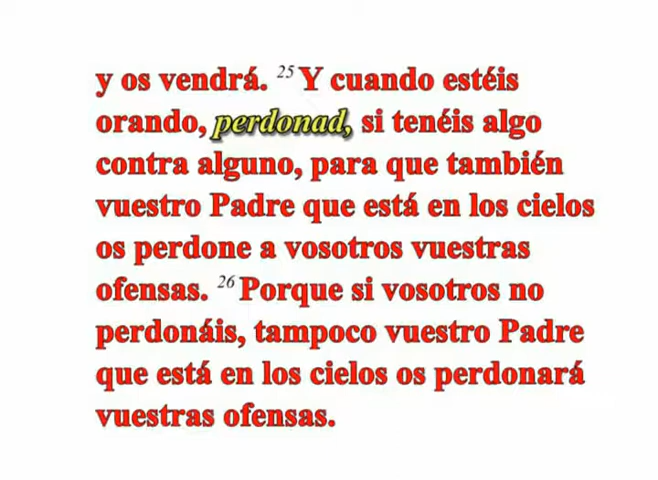 y os vendrá. 25 Y cuando estéis
orando, perdonad, si tenéis algo
contra alguno, para que también
vuestro Padre que está en los cielos
os perdone a vosotros vuestras
ofensas. 26 Porque si vosotros no
perdonáis, tampoco vuestro Padre
que está en los cielos os perdonará
vuestras ofensas.